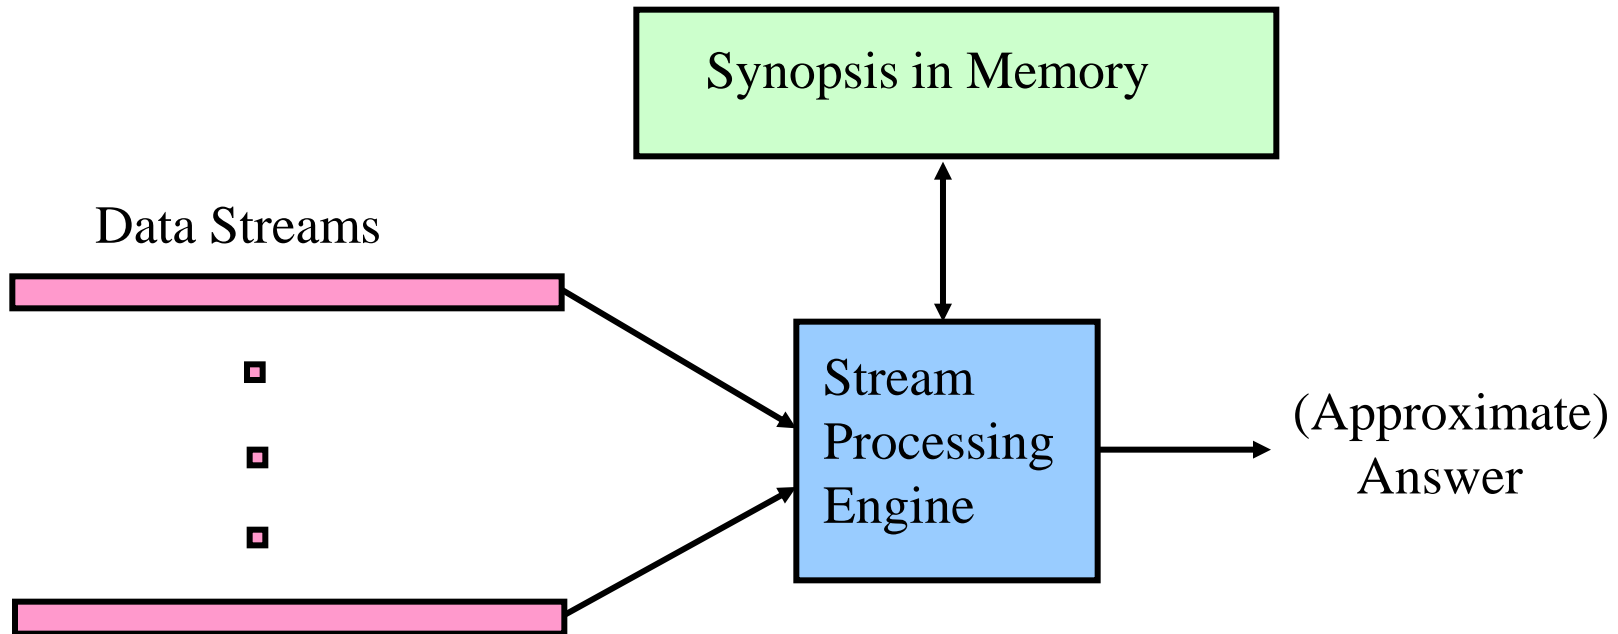 Synopsis in Memory
Data Streams
Stream
Processing
Engine
(Approximate)
Answer